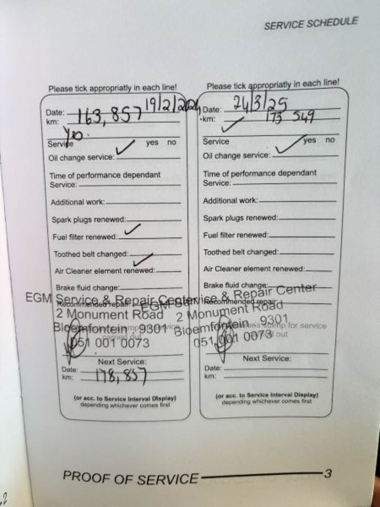 SERVICE SCHEDULE
Please tick appropriatly in each line!
Date: 19/2/2024
km: 163,857
Yes.
Service yes no
Oil change service: ✓
Time of performance dependant
Service:
Additional work:
Spark plugs renewed:
Fuel filter renewed: ✓
Toothed belt changed:
Air Cleaner element renewed: ✓
Brake fluid change:
EGM Service & Repair Center
2 Monument Road
Bloemfontein 9301
051 001 0073
Next Service:
Date:
km: 178,857
(or acc. to Service Interval Display)
depending whichever comes first
Please tick appropriatly in each line!
Date: 24/3/25
km: 173 549
Service yes no
Oil change service: ✓
Time of performance dependant
Service:
Additional work:
Spark plugs renewed:
Fuel filter renewed:
Toothed belt changed:
Air Cleaner element renewed:
Brake fluid change:
EGM Service & Repair Center
2 Monument Road
Bloemfontein 9301
051 001 0073
Next Service:
Date:
km:
(or acc. to Service Interval Display)
depending whichever comes first
PROOF OF SERVICE 3